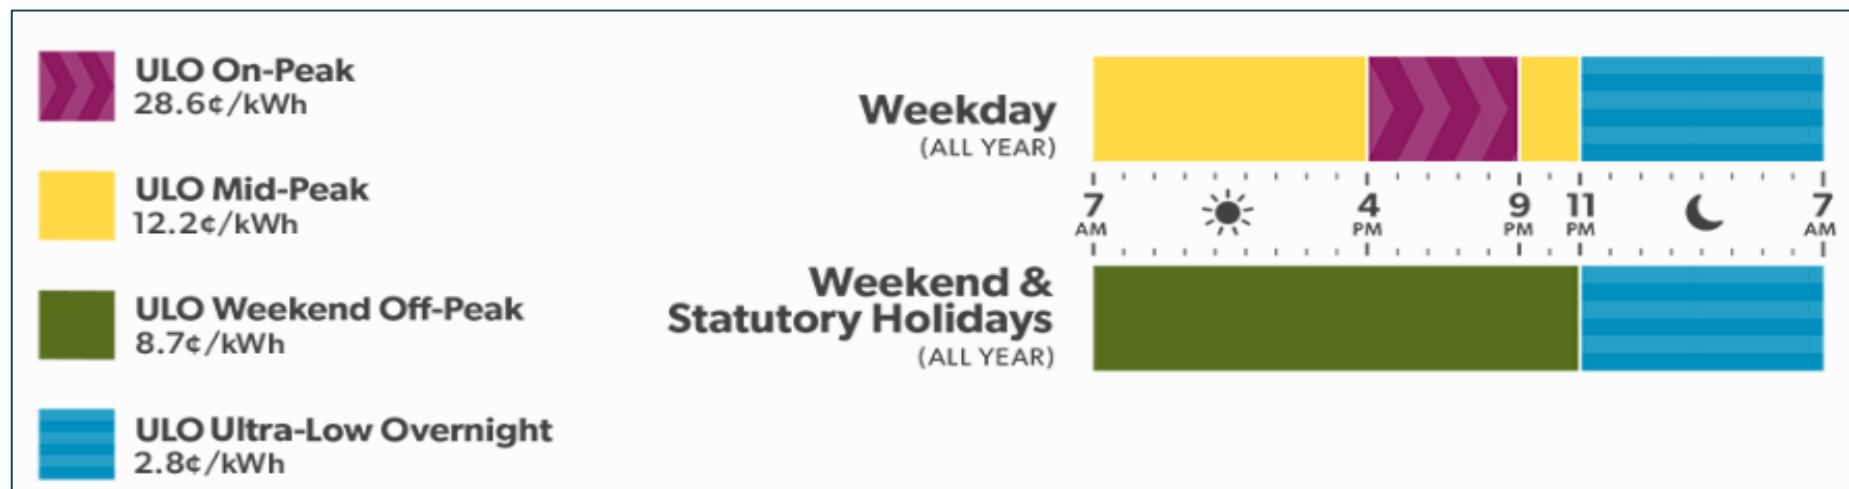 ULO On-Peak
28.6¢/kWh
ULO Mid-Peak
12.2¢/kWh
ULO Weekend Off-Peak
8.7¢/kWh
ULO Ultra-Low Overnight
2.8¢/kWh
Weekday
(ALL YEAR)
7 4 9 11 7
AM PM PM PM AM
Weekend &
Statutory Holidays
(ALL YEAR)